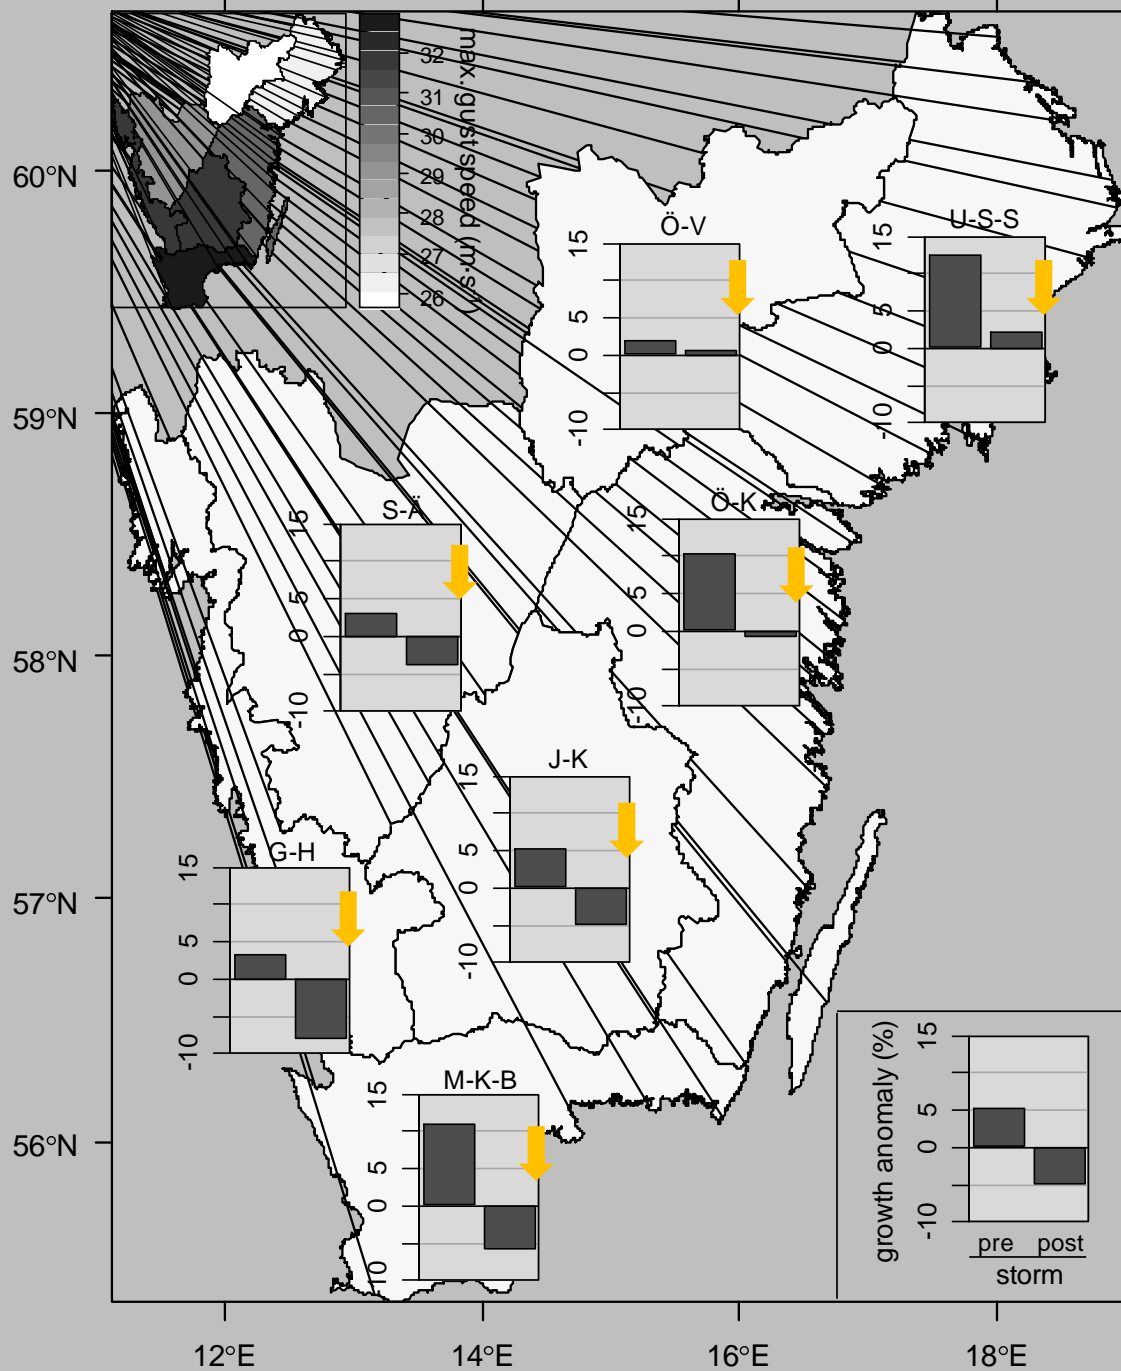 32
31
30
29
28
27
26
max. gustspeed (m·s⁻¹)
60°N
59°N
58°N
57°N
56°N
12°E
14°E
16°E
18°E
Ö-V
15
5
0
-10
U-S-S
15
5
0
-10
S-Ä
15
5
0
-10
Ö-K
15
5
0
-10
J-K
15
5
0
-10
G-H
15
5
0
-10
M-K-B
15
5
0
-10
growth anomaly (%)
15
5
0
-10
pre post
storm